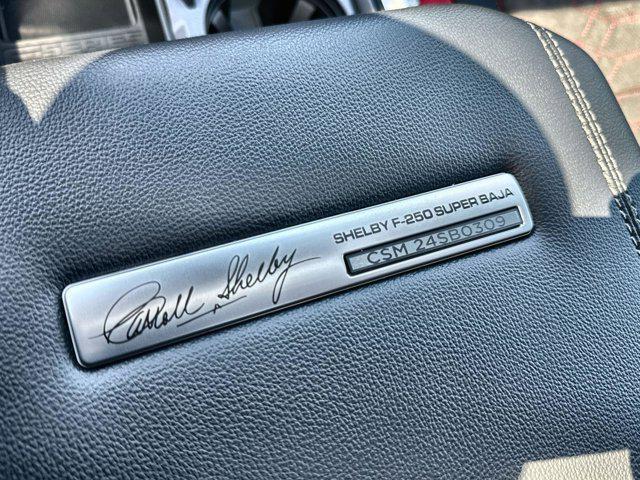 Carroll Shelby
SHELBY F-250 SUPER BAJA
CSM 24SB0309